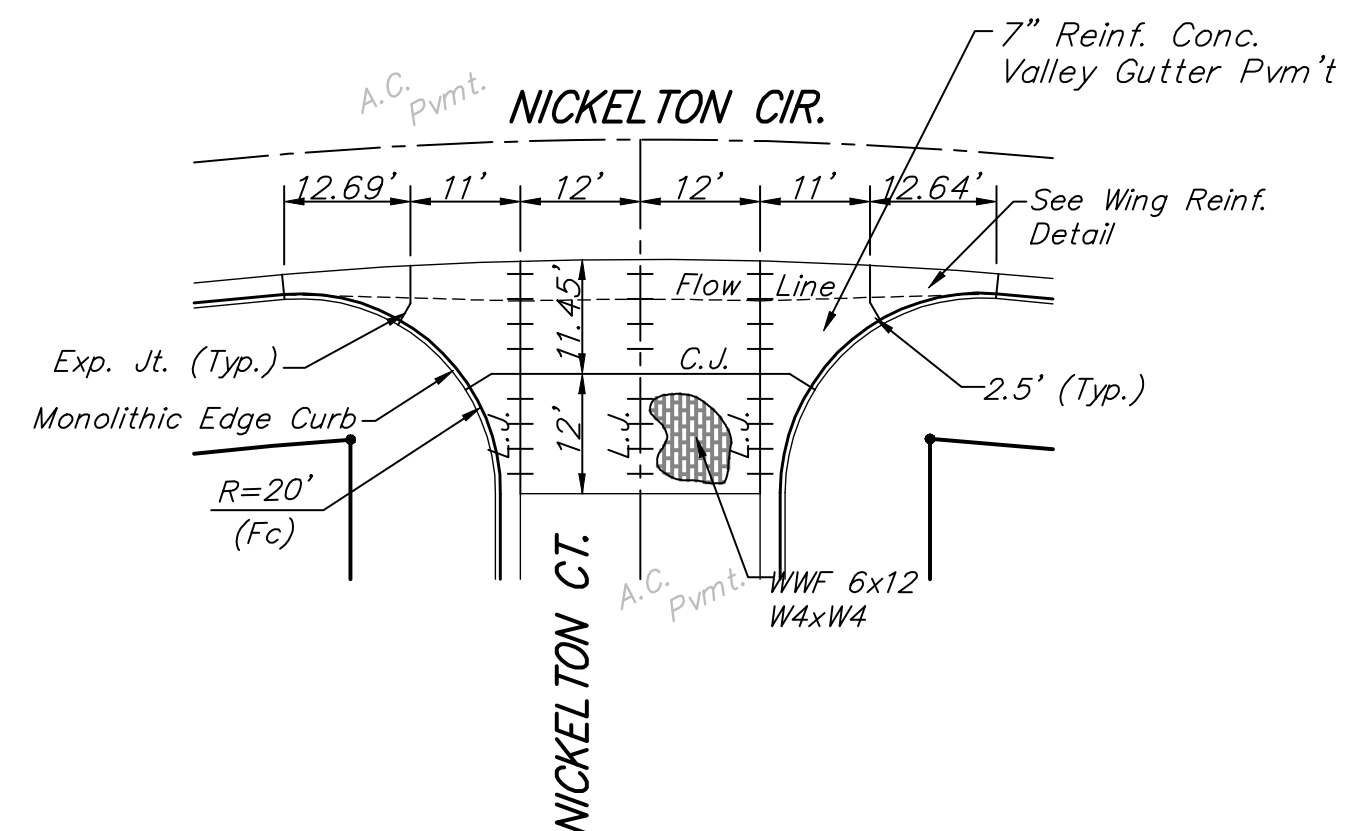 7” Reinf. Conc.
Valley Gutter Pvm't
A.C.
Pvmt.
NICKELTON CIR.
12.69’
11’
12’
12’
11’
12.64’
See Wing Reinf.
Detail
Flow Line
11.45’
Exp. Jt. (Typ.)
C.J.
2.5’ (Typ.)
Monolithic Edge Curb
L.J.
12’
L.J.
L.J.
R=20’
(Fc)
NICKELTON CT.
A.C.
Pvmt.
WWF 6x12
W4xW4